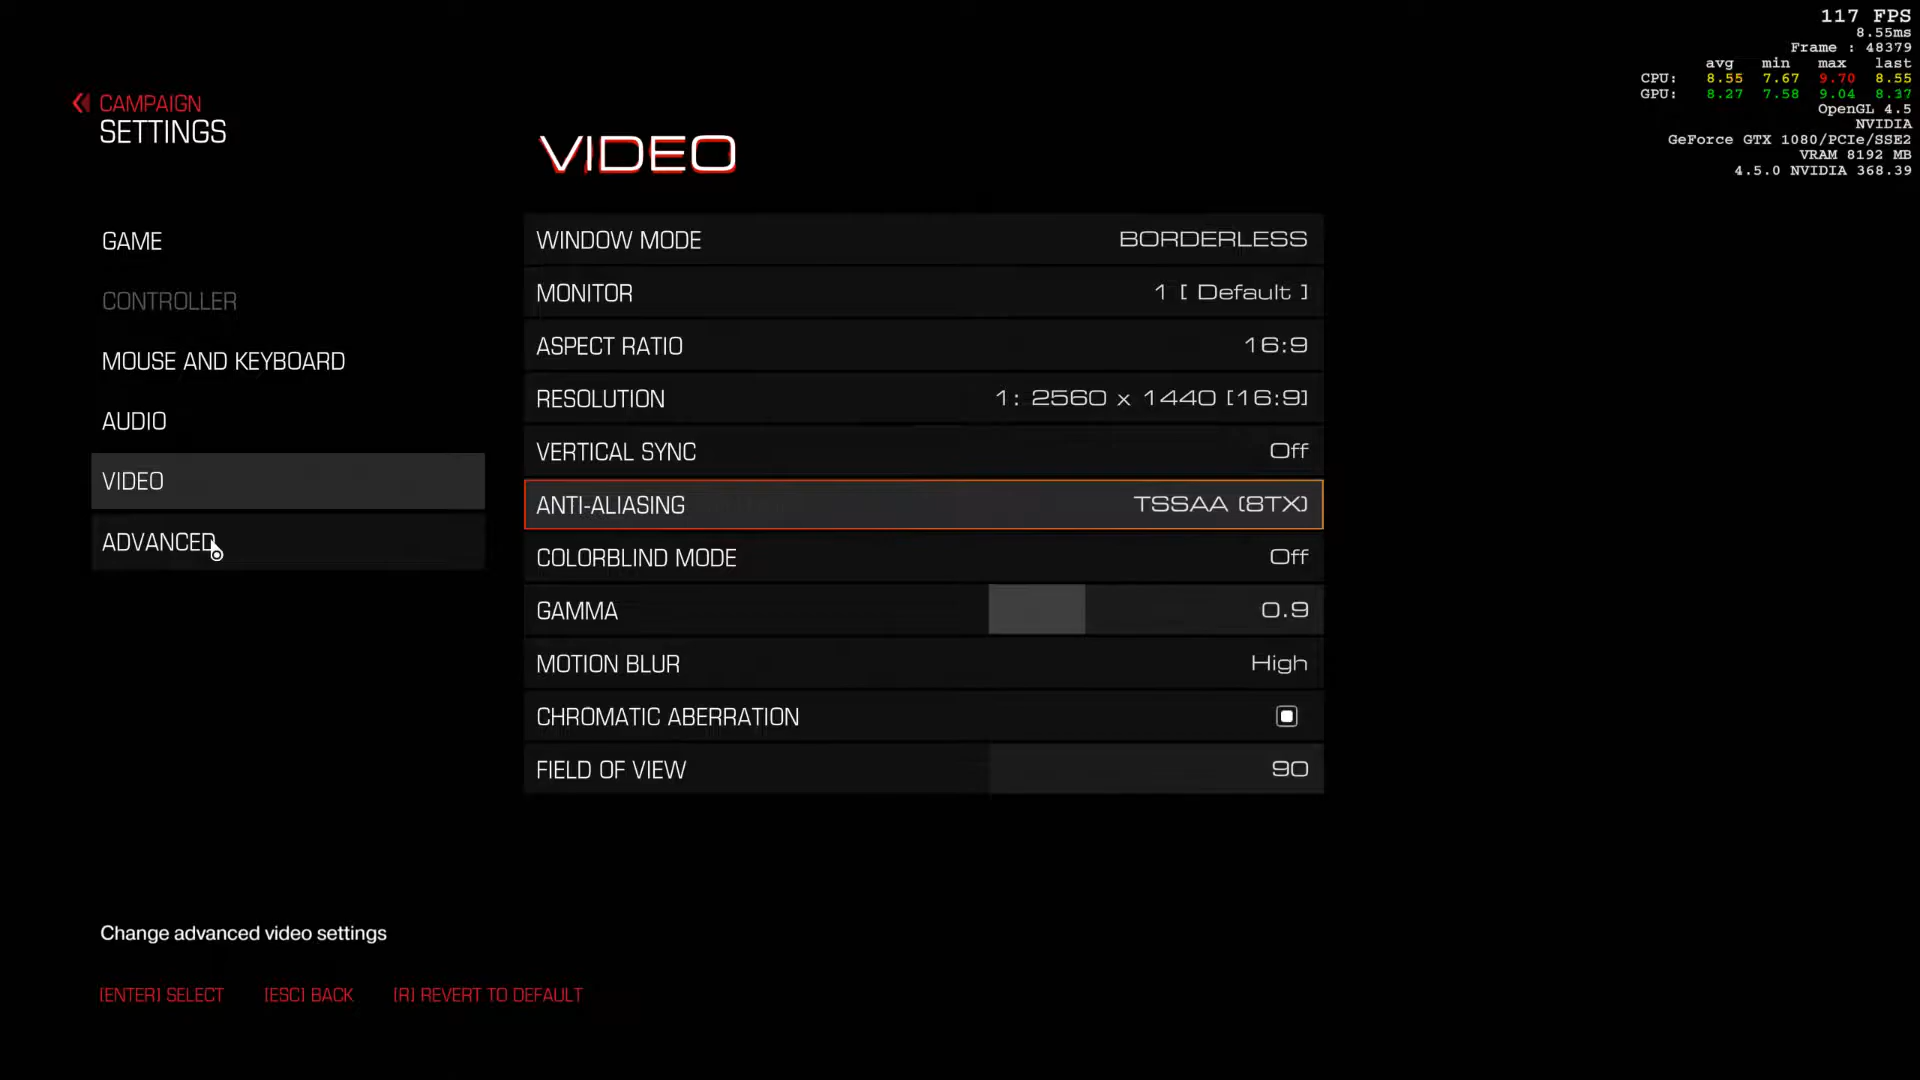 117 FPS
8.55ms
Frame : 48379
avg min max last
CPU: 8.55 7.67 9.70 8.55
GPU: 8.27 7.58 9.04 8.37
OpenGL 4.5
NVIDIA
GeForce GTX 1080/PCIe/SSE2
VRAM 8192 MB
4.5.0 NVIDIA 368.39
CAMPAIGN
SETTINGS
GAME
CONTROLLER
MOUSE AND KEYBOARD
AUDIO
VIDEO
ADVANCED
VIDEO
WINDOW MODE BORDERLESS
MONITOR 1 [ Default ]
ASPECT RATIO 16:9
RESOLUTION 1: 2560 x 1440 [16:9]
VERTICAL SYNC Off
ANTI-ALIASING TSSAA (8TX)
COLORBLIND MODE Off
GAMMA 0.9
MOTION BLUR High
CHROMATIC ABERRATION
FIELD OF VIEW 90
Change advanced video settings
[ENTER] SELECT [ESC] BACK [R] REVERT TO DEFAULT